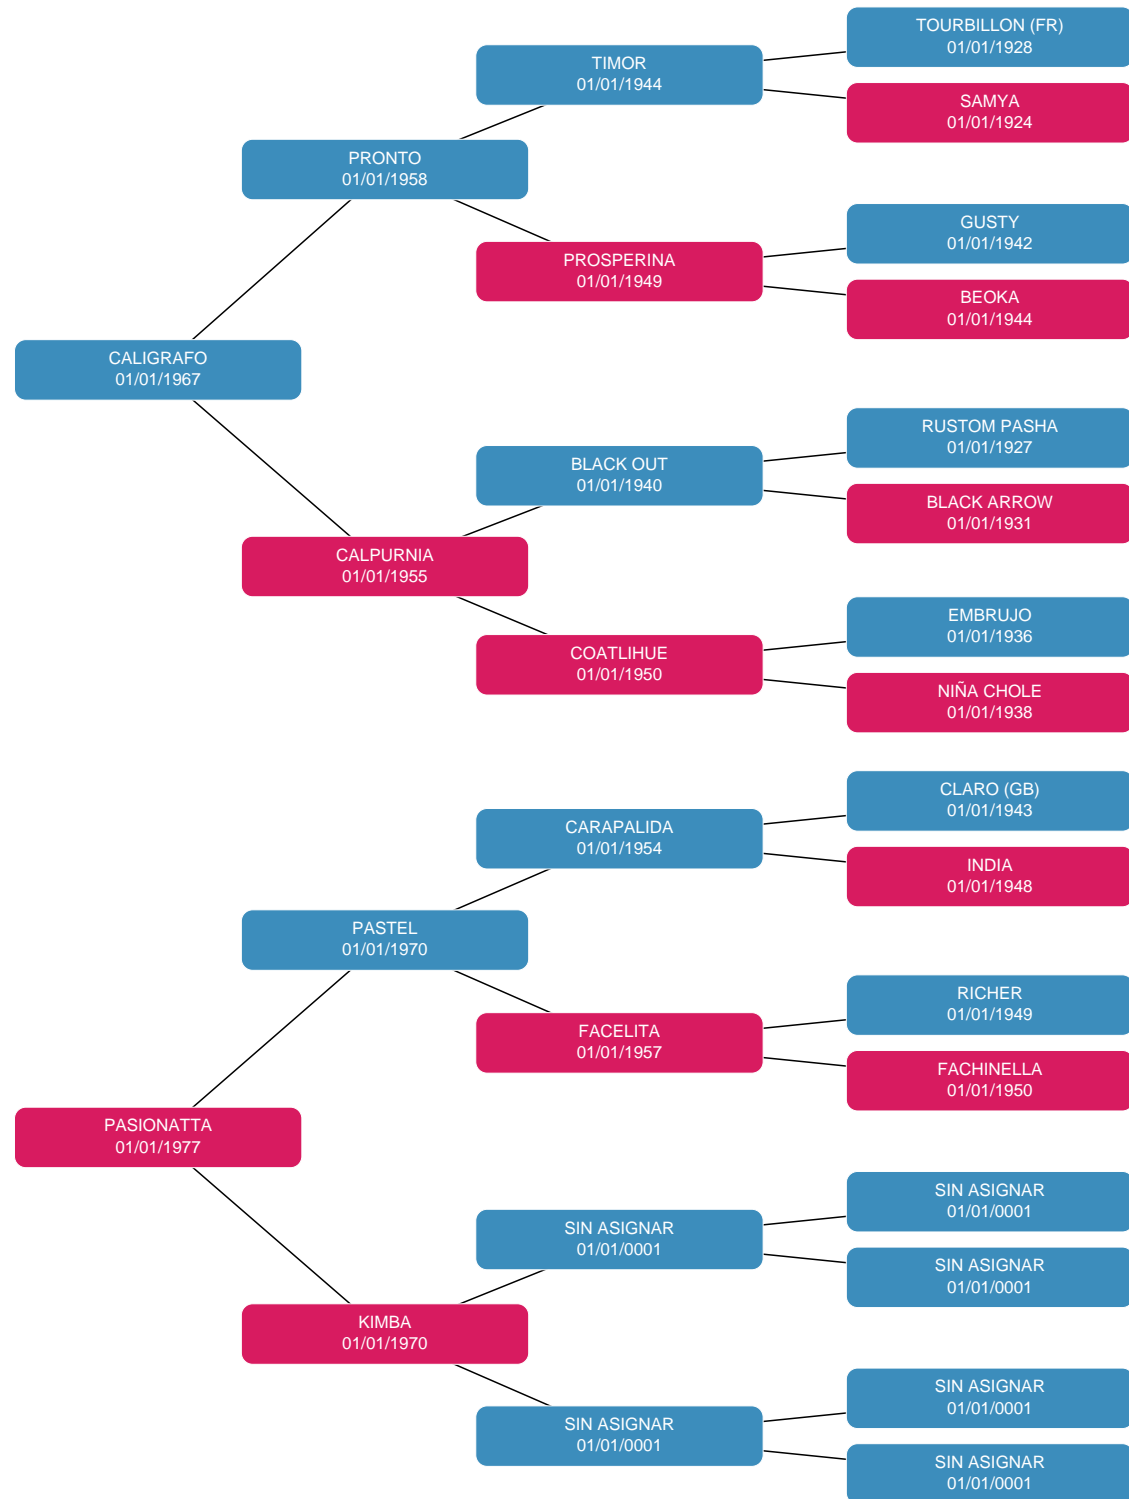 TOURBILLON (FR)
01/01/1928
TIMOR
01/01/1944
SAMYA
01/01/1924
PRONTO
01/01/1958
GUSTY
01/01/1942
PROSPERINA
01/01/1949
BEOKA
01/01/1944
CALIGRAFO
01/01/1967
RUSTOM PASHA
01/01/1927
BLACK OUT
01/01/1940
BLACK ARROW
01/01/1931
CALPURNIA
01/01/1955
EMBRUJO
01/01/1936
COATLIHUE
01/01/1950
NIÑA CHOLE
01/01/1938
CLARO (GB)
01/01/1943
CARAPALIDA
01/01/1954
INDIA
01/01/1948
PASTEL
01/01/1970
RICHER
01/01/1949
FACELITA
01/01/1957
FACHINELLA
01/01/1950
PASIONATTA
01/01/1977
SIN ASIGNAR
01/01/0001
SIN ASIGNAR
01/01/0001
SIN ASIGNAR
01/01/0001
KIMBA
01/01/1970
SIN ASIGNAR
01/01/0001
SIN ASIGNAR
01/01/0001
SIN ASIGNAR
01/01/0001